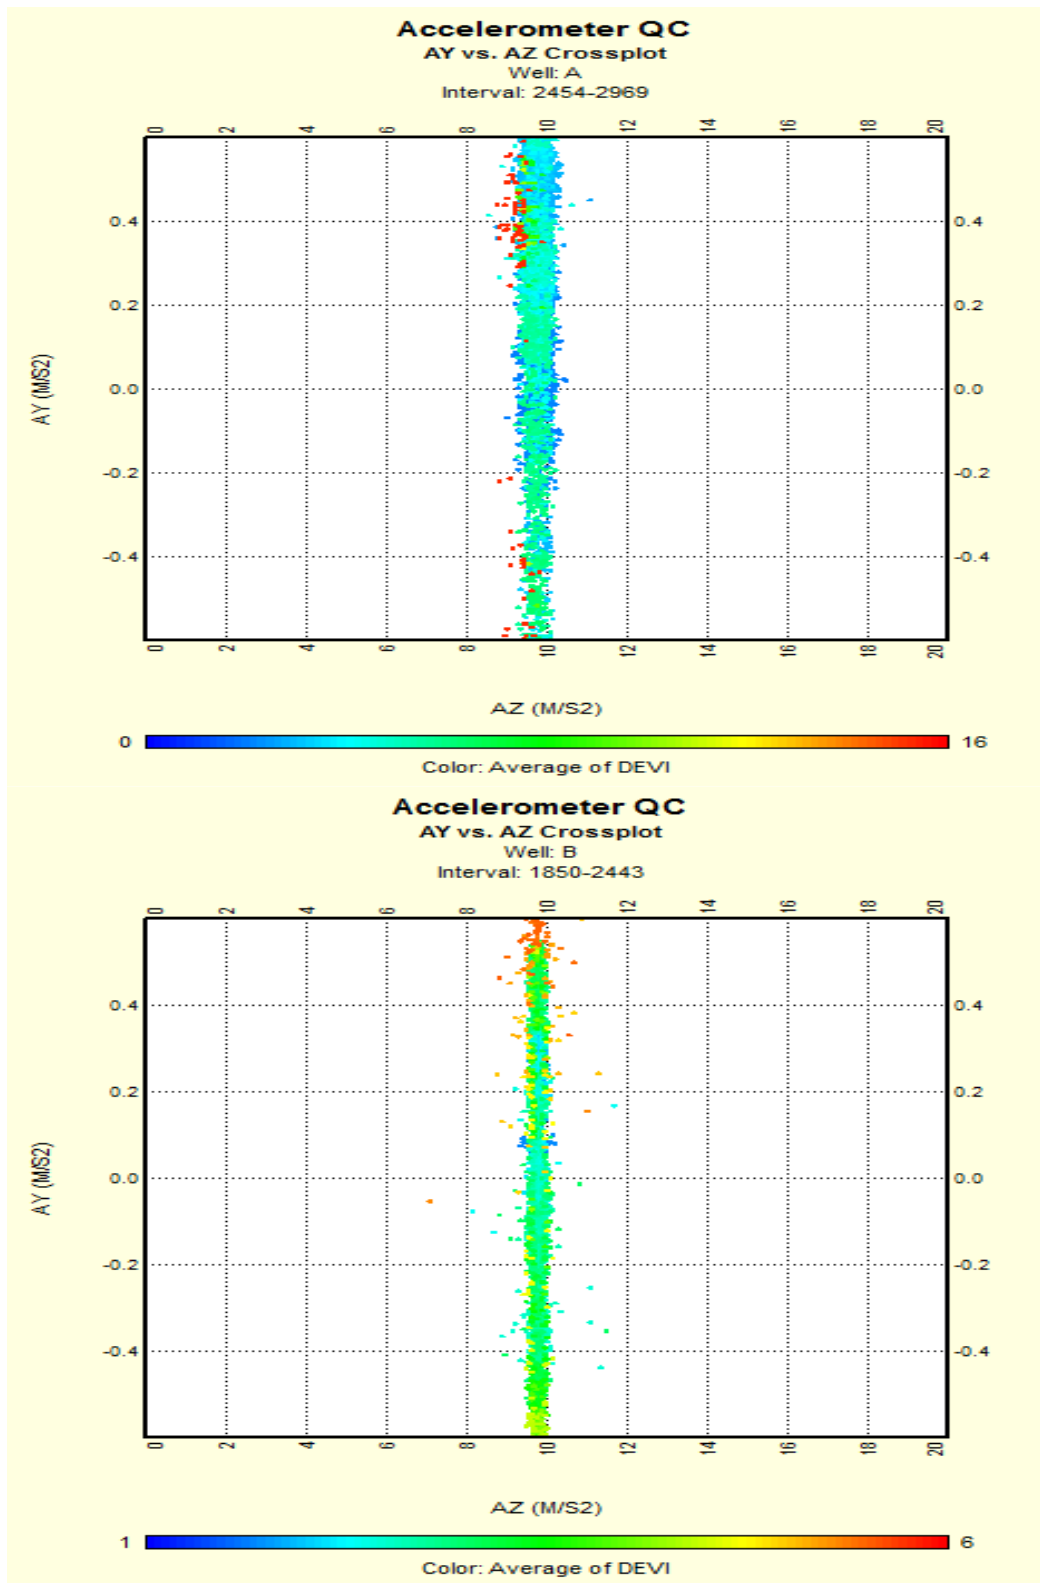 Accelerometer QC
AY vs. AZ Crossplot
Well: A
Interval: 2454-2969
0 2 4 6 8 10 12 14 16 18 20
0.4 0.4
0.2 0.2
0.0 0.0
-0.2 -0.2
-0.4 -0.4
AY (M/S2)
0 2 4 6 8 10 12 14 16 18 20
AZ (M/S2)
0 16
Color: Average of DEVI
Accelerometer QC
AY vs. AZ Crossplot
Well: B
Interval: 1850-2443
0 2 4 6 8 10 12 14 16 18 20
0.4 0.4
0.2 0.2
0.0 0.0
-0.2 -0.2
-0.4 -0.4
AY (M/S2)
0 2 4 6 8 10 12 14 16 18 20
AZ (M/S2)
1 6
Color: Average of DEVI